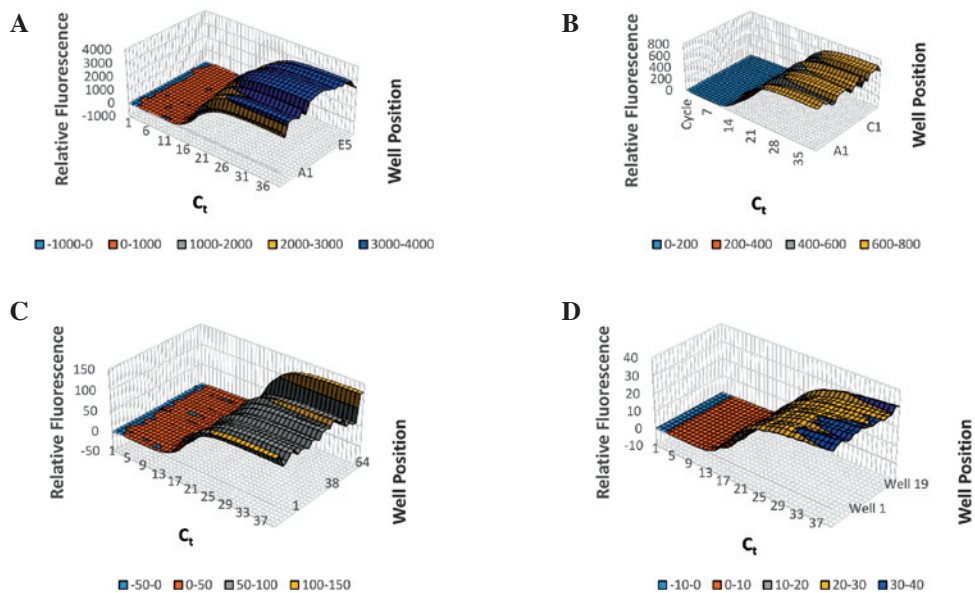 A
Relative Fluorescence
4000
3000
2000
1000
0
-1000
1
6
11
16
21
26
31
36
A1
E5
Well Position
Ct
-1000-0 0-1000 1000-2000 2000-3000 3000-4000
B
Relative Fluorescence
800
600
400
200
0
Cycle
7
14
21
28
35
A1
C1
Well Position
Ct
0-200 200-400 400-600 600-800
C
Relative Fluorescence
150
100
50
0
-50
1
5
9
13
17
21
25
29
33
37
1
38
64
Well Position
Ct
-50-0 0-50 50-100 100-150
D
Relative Fluorescence
40
30
20
10
0
-10
1
5
9
13
17
21
25
29
33
37
Well 1
Well 19
Well Position
Ct
-10-0 0-10 10-20 20-30 30-40